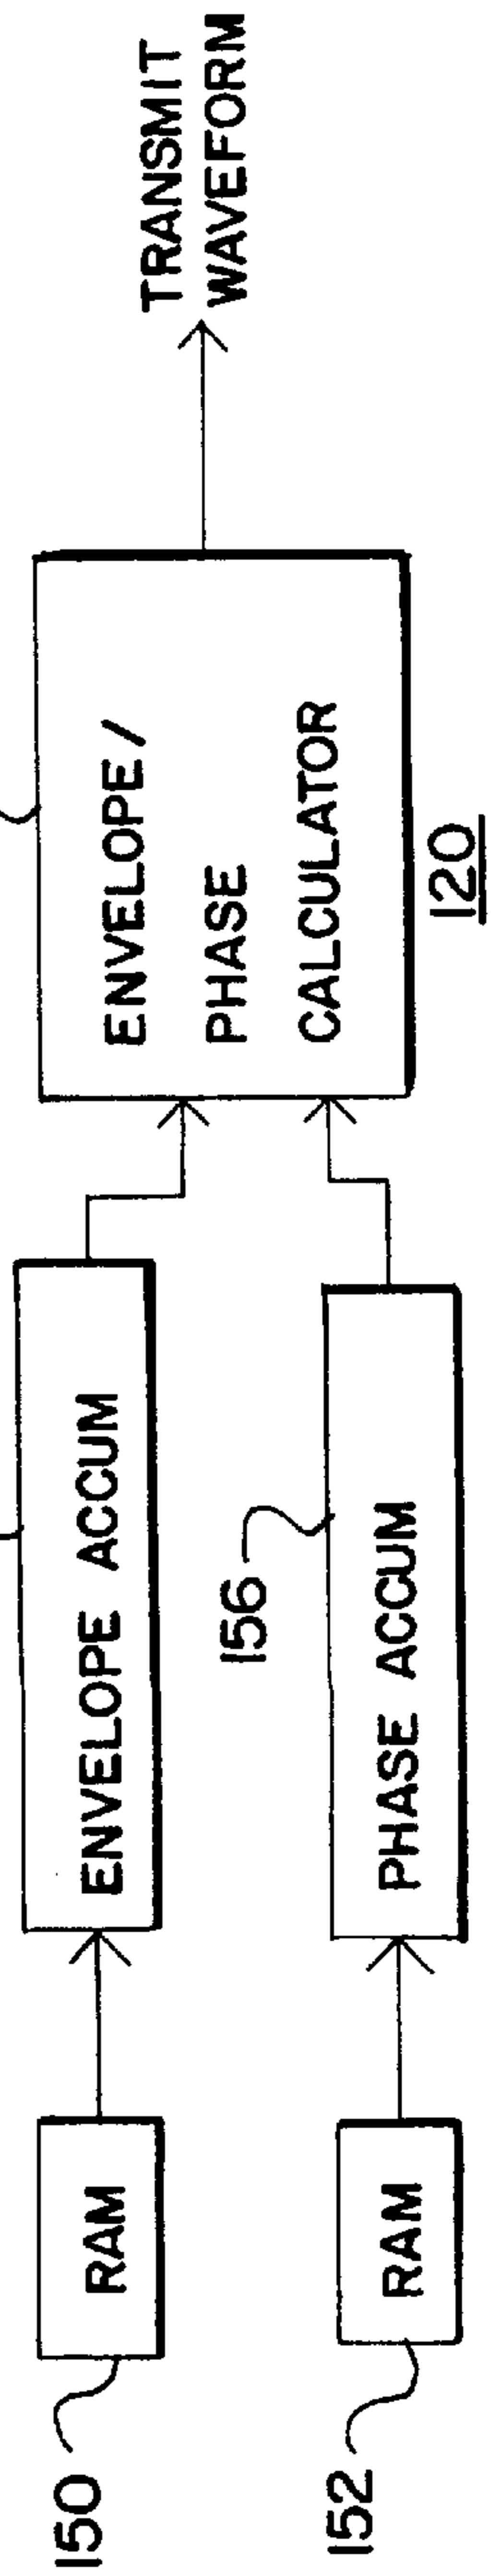 150
RAM
ENVELOPE ACCUM
152
RAM
156
PHASE ACCUM
ENVELOPE/
PHASE
CALCULATOR
120
TRANSMIT
WAVEFORM